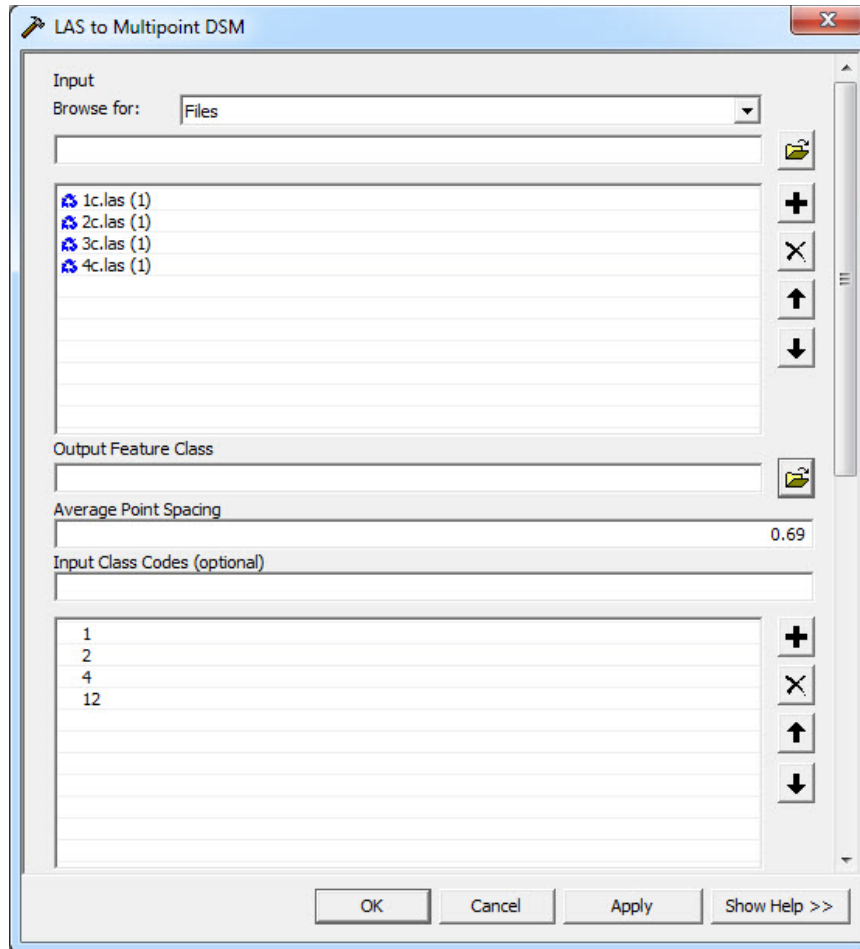 LAS to Multipoint DSM
Input
Browse for: Files
1c.las (1)
2c.las (1)
3c.las (1)
4c.las (1)
Output Feature Class
Average Point Spacing
0.69
Input Class Codes (optional)
1
2
4
12
OK Cancel Apply Show Help >>